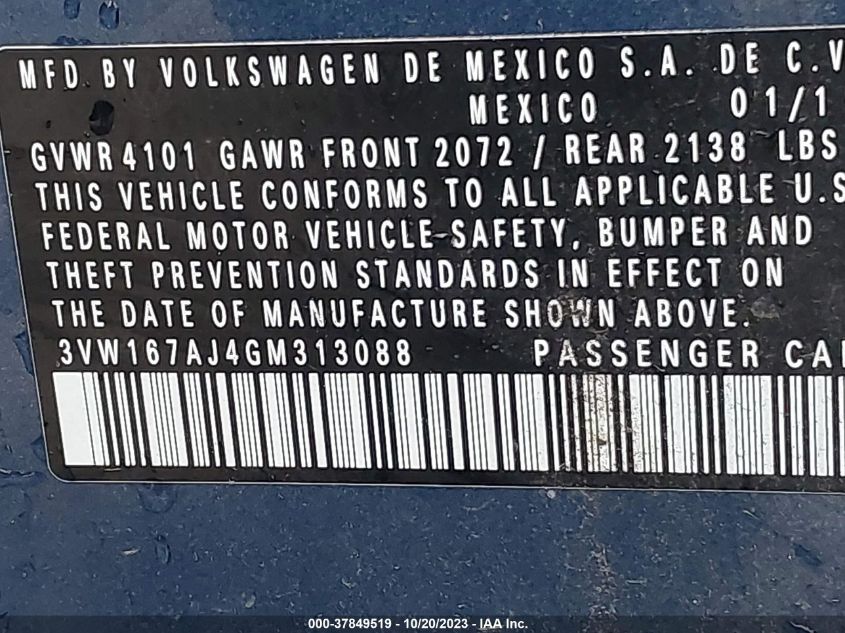 MFD BY VOLKSWAGEN DE MEXICO S.A. DE C.V
MEXICO 01/1
GVWR 4101 GAWR FRONT 2072 / REAR 2138 LBS
THIS VEHICLE CONFORMS TO ALL APPLICABLE U.S
FEDERAL MOTOR VEHICLE SAFETY, BUMPER AND
THEFT PREVENTION STANDARDS IN EFFECT ON
THE DATE OF MANUFACTURE SHOWN ABOVE.
3VW167AJ4GM313088 PASSENGER CA
000-37849519 - 10/20/2023 - IAA Inc.